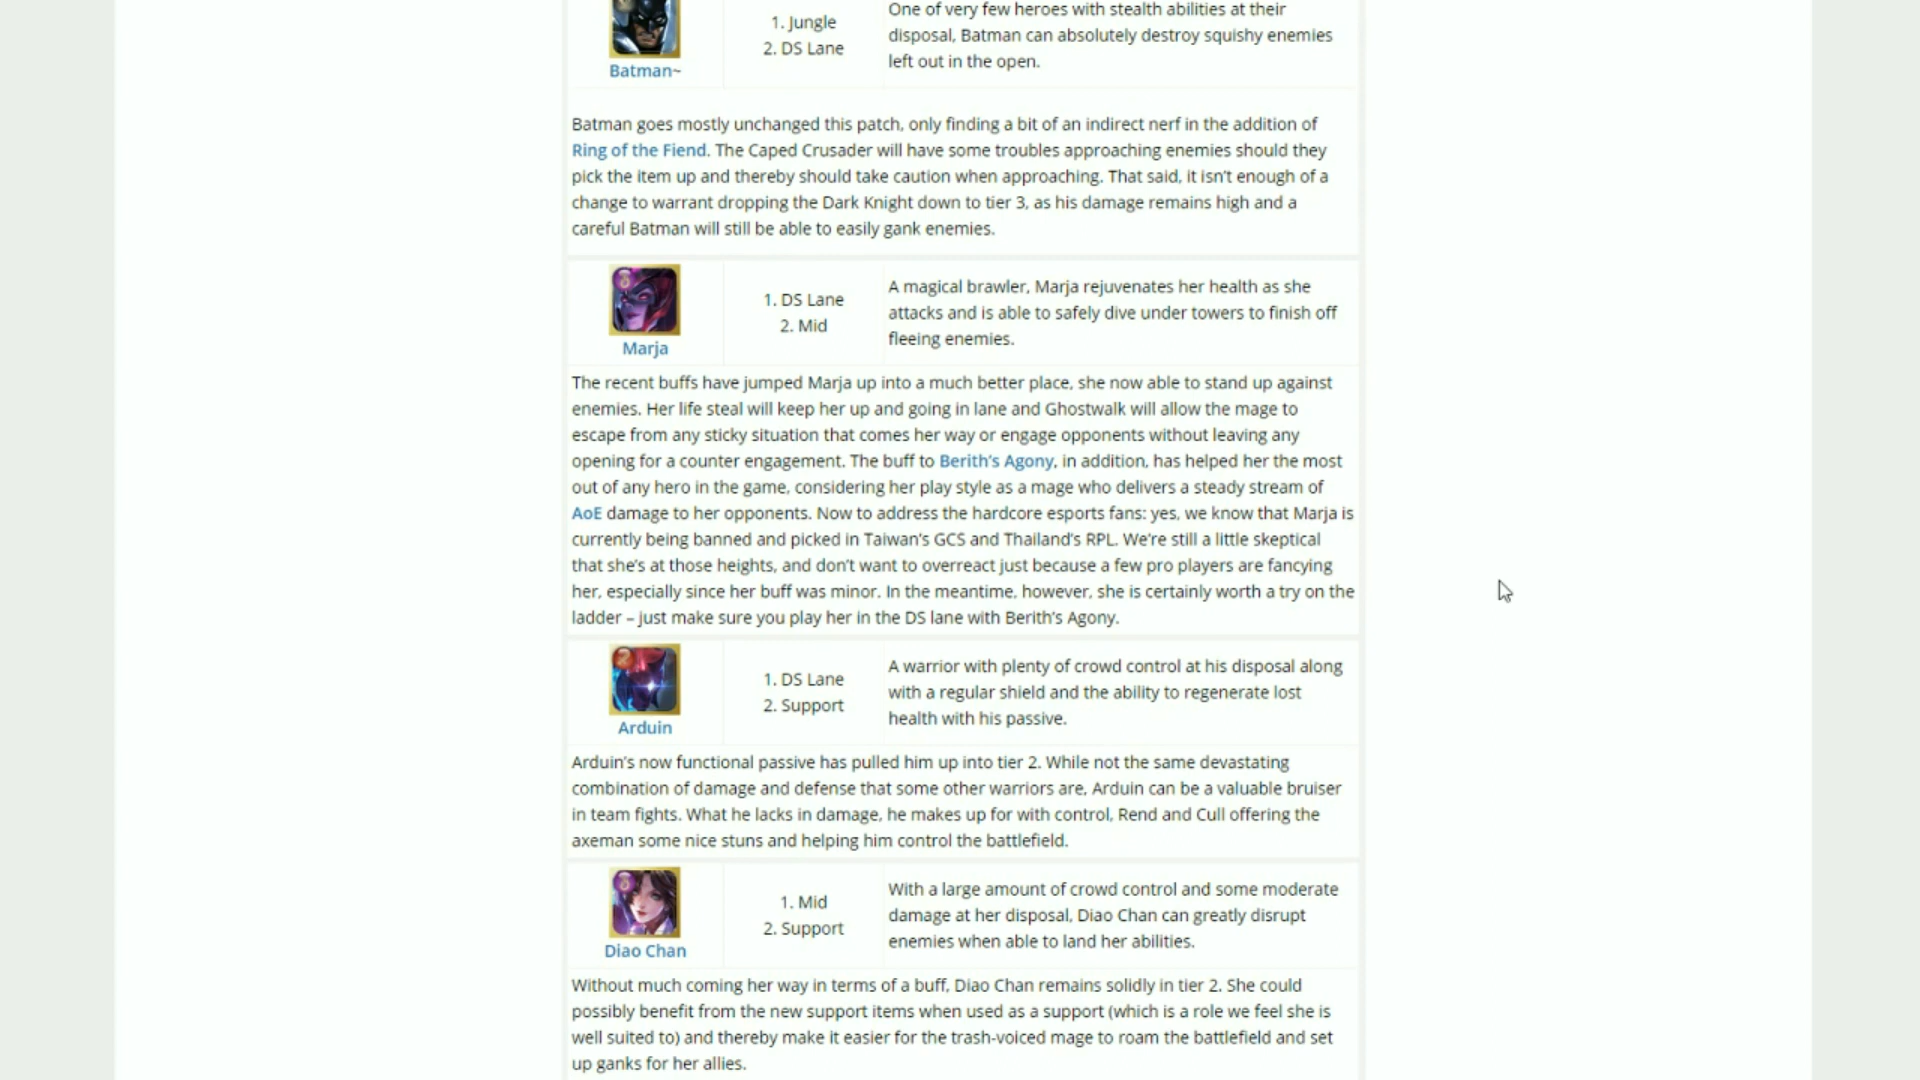 1. Jungle
2. DS Lane
One of very few heroes with stealth abilities at their
disposal, Batman can absolutely destroy squishy enemies
left out in the open.
Batman~
Batman goes mostly unchanged this patch, only finding a bit of an indirect nerf in the addition of
Ring of the Fiend. The Caped Crusader will have some troubles approaching enemies should they
pick the item up and thereby should take caution when approaching. That said, it isn't enough of a
change to warrant dropping the Dark Knight down to tier 3, as his damage remains high and a
careful Batman will still be able to easily gank enemies.
1. DS Lane
2. Mid
A magical brawler, Marja rejuvenates her health as she
attacks and is able to safely dive under towers to finish off
fleeing enemies.
Marja
The recent buffs have jumped Marja up into a much better place, she now able to stand up against
enemies. Her life steal will keep her up and going in lane and Ghostwalk will allow the mage to
escape from any sticky situation that comes her way or engage opponents without leaving any
opening for a counter engagement. The buff to Berith's Agony, in addition, has helped her the most
out of any hero in the game, considering her play style as a mage who delivers a steady stream of
AoE damage to her opponents. Now to address the hardcore esports fans: yes, we know that Marja is
currently being banned and picked in Taiwan's GCS and Thailand's RPL. We're still a little skeptical
that she's at those heights, and don't want to overreact just because a few pro players are fancying
her, especially since her buff was minor. In the meantime, however, she is certainly worth a try on the
ladder – just make sure you play her in the DS lane with Berith's Agony.
1. DS Lane
2. Support
A warrior with plenty of crowd control at his disposal along
with a regular shield and the ability to regenerate lost
health with his passive.
Arduin
Arduin's now functional passive has pulled him up into tier 2. While not the same devastating
combination of damage and defense that some other warriors are, Arduin can be a valuable bruiser
in team fights. What he lacks in damage, he makes up for with control, Rend and Cull offering the
axeman some nice stuns and helping him control the battlefield.
1. Mid
2. Support
With a large amount of crowd control and some moderate
damage at her disposal, Diao Chan can greatly disrupt
enemies when able to land her abilities.
Diao Chan
Without much coming her way in terms of a buff, Diao Chan remains solidly in tier 2. She could
possibly benefit from the new support items when used as a support (which is a role we feel she is
well suited to) and thereby make it easier for the trash-voiced mage to roam the battlefield and set
up ganks for her allies.